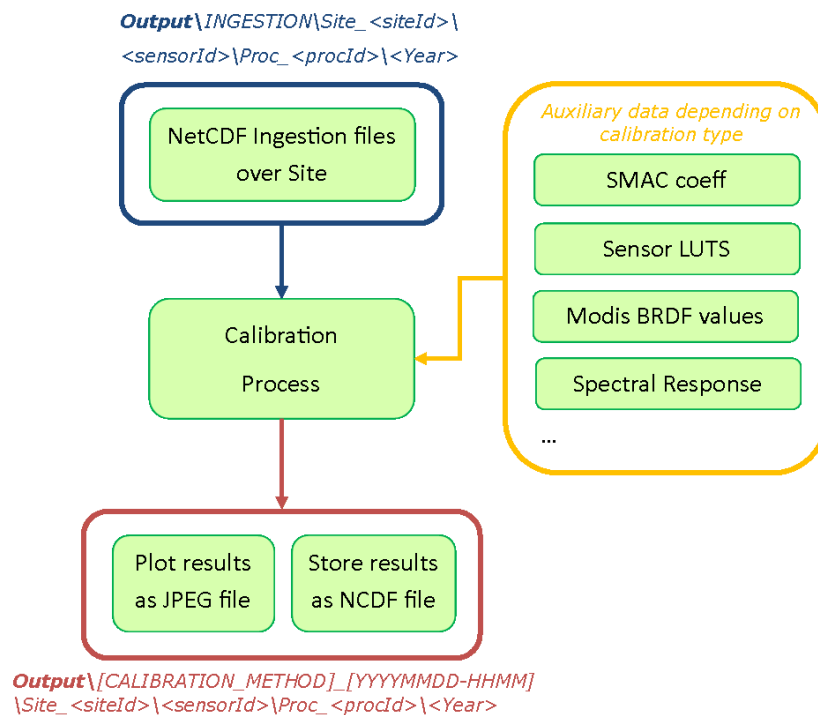 Output\INGESTION\Site_<siteId>\
<sensorId>\Proc_<procId>\<Year>
NetCDF Ingestion files
over Site
Auxiliary data depending on
calibration type
SMAC coeff
Sensor LUTS
Modis BRDF values
Spectral Response
...
Calibration
Process
Plot results
as JPEG file
Store results
as NCDF file
Output\[CALIBRATION_METHOD]_[YYYYMMDD-HHMM]
\Site_<siteId>\<sensorId>\Proc_<procId>\<Year>